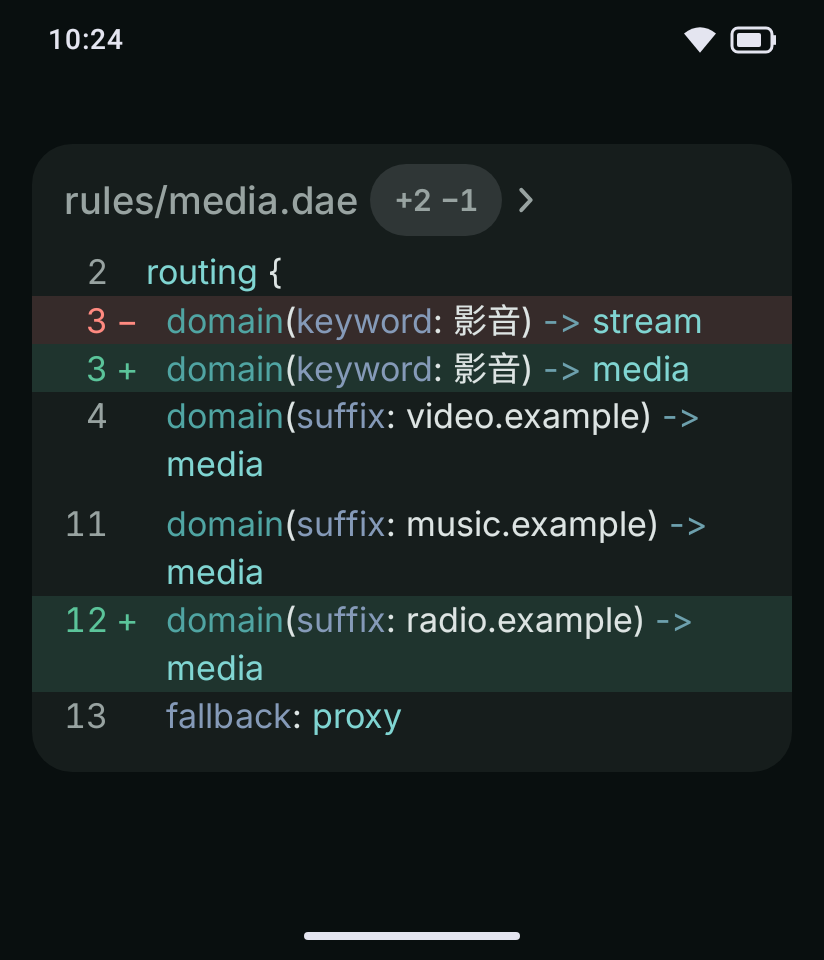 10:24
rules/media.dae +2 −1
2 routing {
3 − domain(keyword: 影音) -> stream
3 + domain(keyword: 影音) -> media
4 domain(suffix: video.example) ->
media
11 domain(suffix: music.example) ->
media
12 + domain(suffix: radio.example) ->
media
13 fallback: proxy